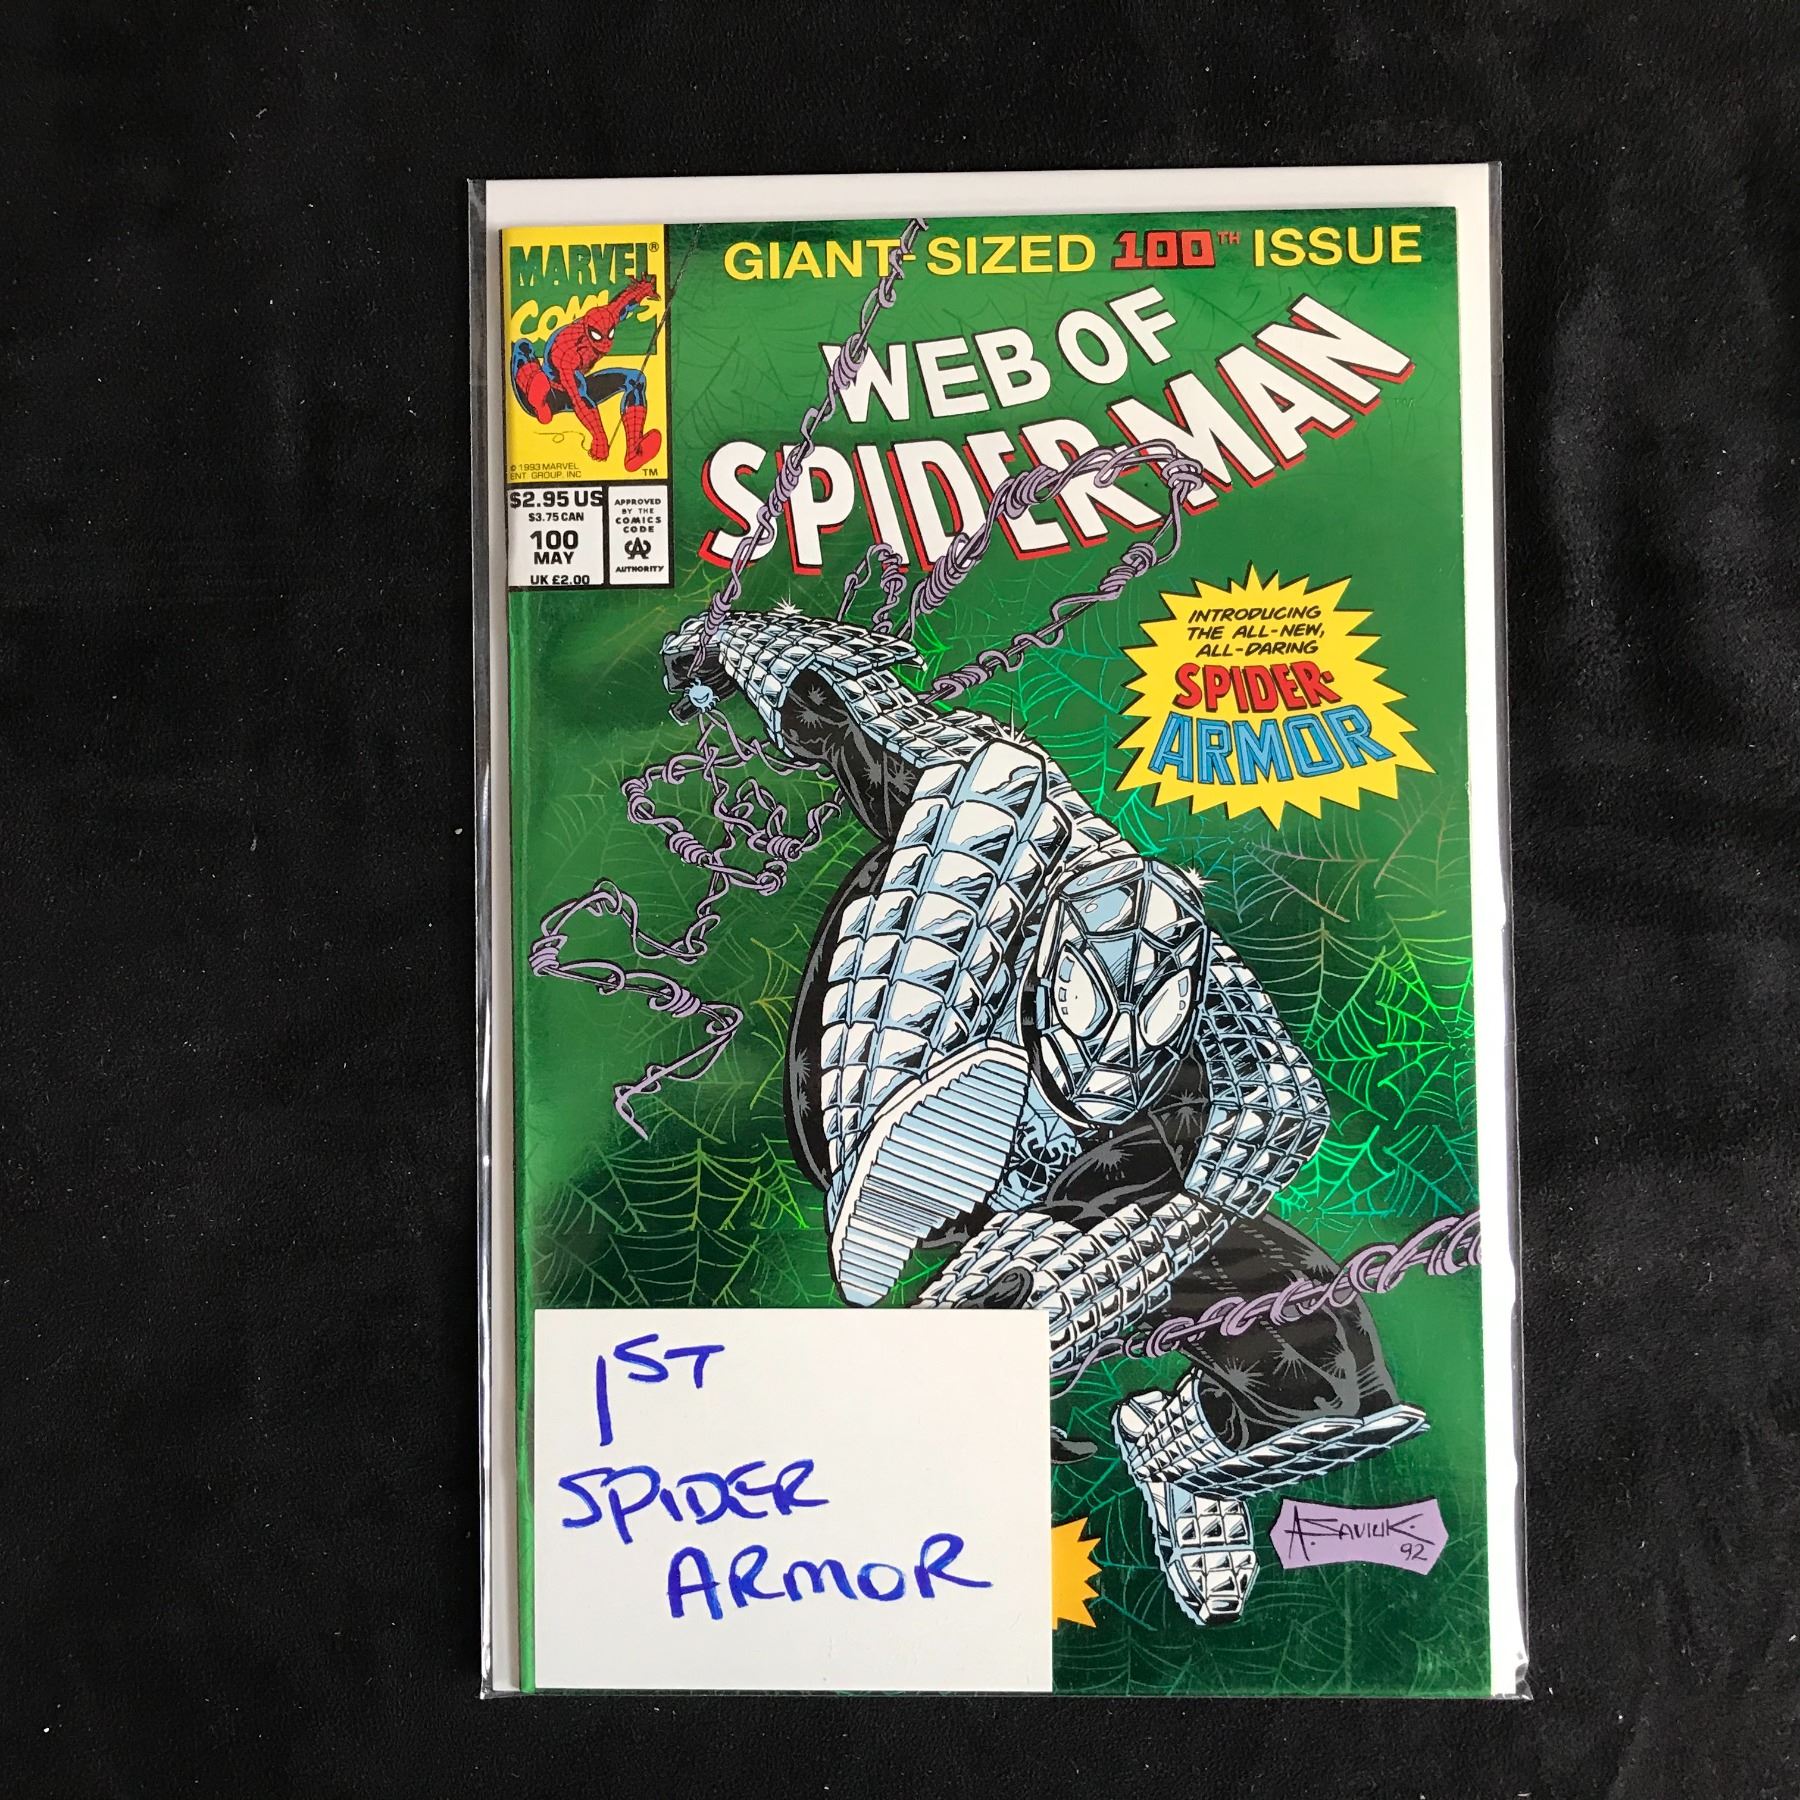 MARVEL®
COMICS
© 1993 MARVEL
ENT. GROUP, INC
TM
$2.95 US
$3.75 CAN
100
MAY
UK £2.00
APPROVED
BY THE
COMICS
CODE
CA
AUTHORITY
GIANT-SIZED 100TH ISSUE
WEB OF
SPIDER-MAN
TM
INTRODUCING
THE ALL-NEW,
ALL-DARING
SPIDER-
ARMOR
1ST
SPIDER
ARMOR
A. SAVIUK.
92